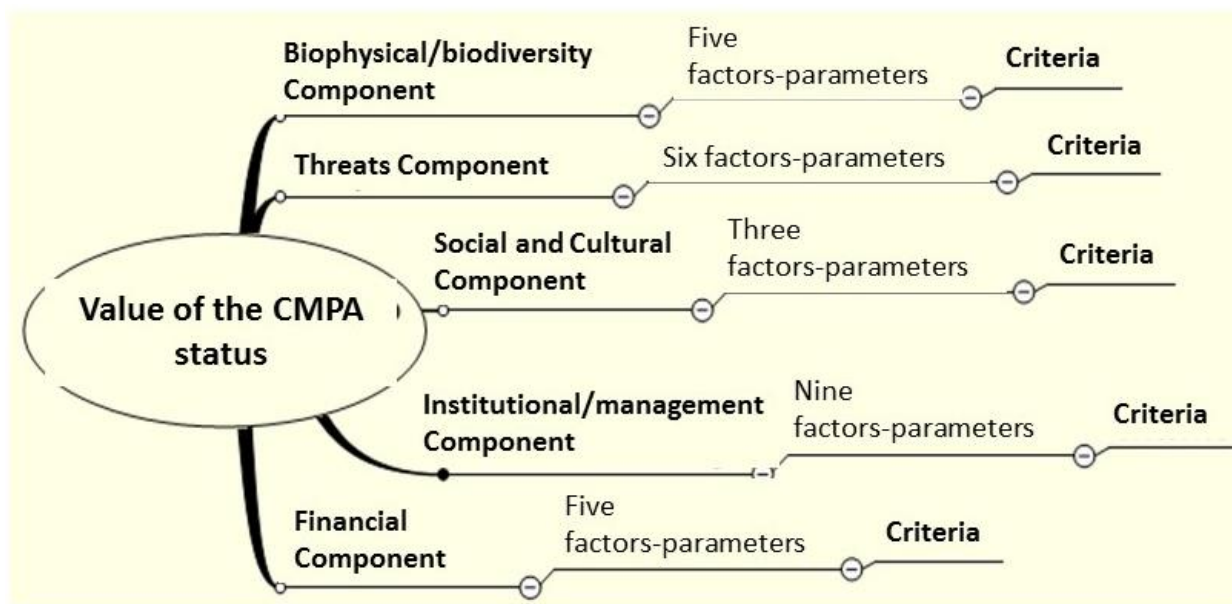 Biophysical/biodiversity
Component
Five
factors-parameters
Criteria
Threats Component
Six factors-parameters
Criteria
Social and Cultural
Component
Three
factors-parameters
Criteria
Value of the CMPA
status
Institutional/management
Component
Nine
factors-parameters
Criteria
Financial
Component
Five
factors-parameters
Criteria